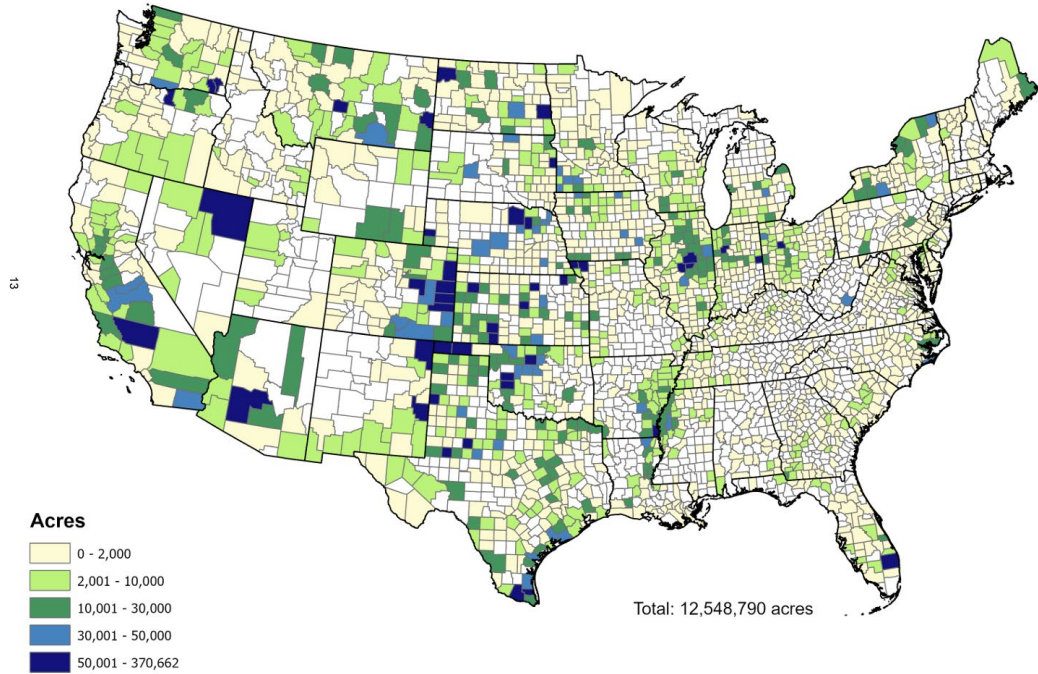 13
Acres
0 - 2,000
2,001 - 10,000
10,001 - 30,000
30,001 - 50,000
50,001 - 370,662
Total: 12,548,790 acres